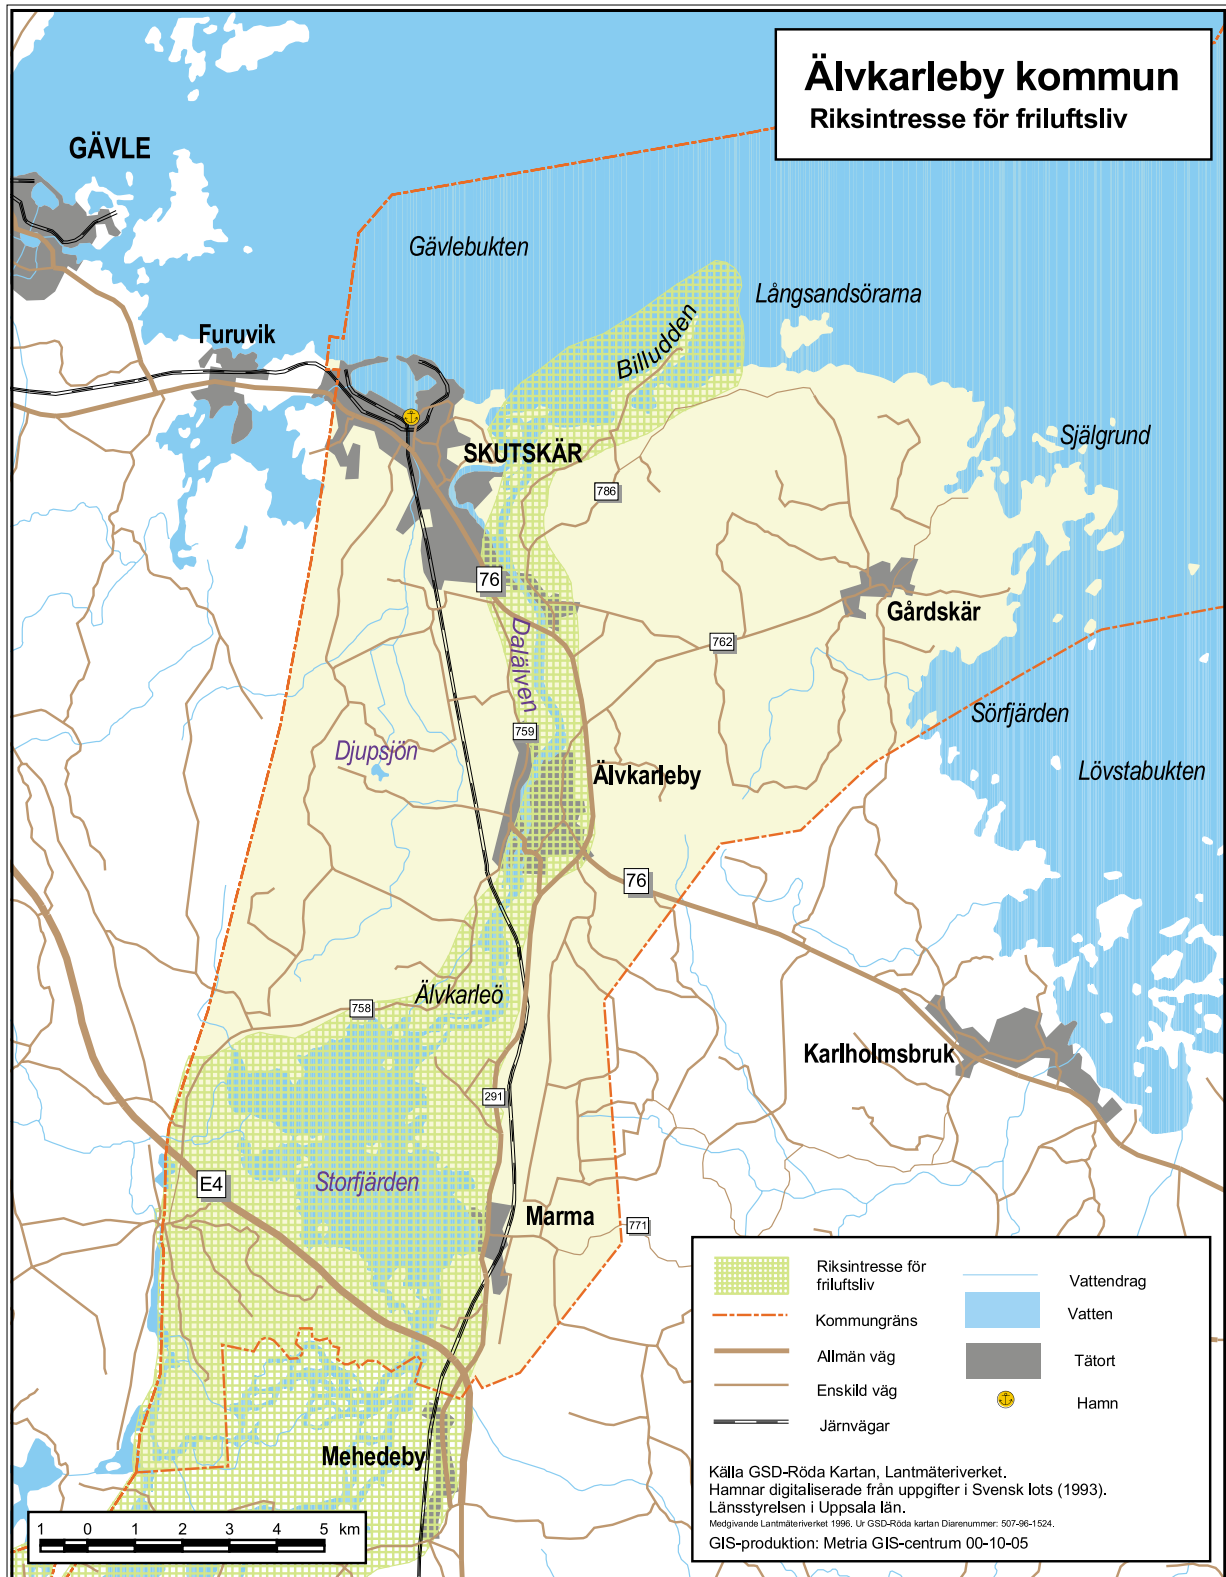 Älvkarleby kommun
Riksintresse för friluftsliv
GÄVLE
Gävlebukten
Långsandsörarna
Furuvik
Billudden
Själgrund
SKUTSKÄR
786
76
Gårdskär
762
Dalälven
Sörfjärden
759
Djupsjön
Älvkarleby
Lövstabukten
76
Älvkarleö
758
Karlholmsbruk
291
E4
Storfjärden
Marma
771
Mehedeby
Riksintresse för
friluftsliv
Kommungräns
Allmän väg
Enskild väg
Järnvägar
Vattendrag
Vatten
Tätort
Hamn
Källa GSD-Röda Kartan, Lantmäteriverket.
Hamnar digitaliserade från uppgifter i Svensk lots (1993).
Länsstyrelsen i Uppsala län.
Medgivande Lantmäteriverket 1996. Ur GSD-Röda kartan Diarenummer: 507-96-1524.
GIS-produktion: Metria GIS-centrum 00-10-05
1 0 1 2 3 4 5 km